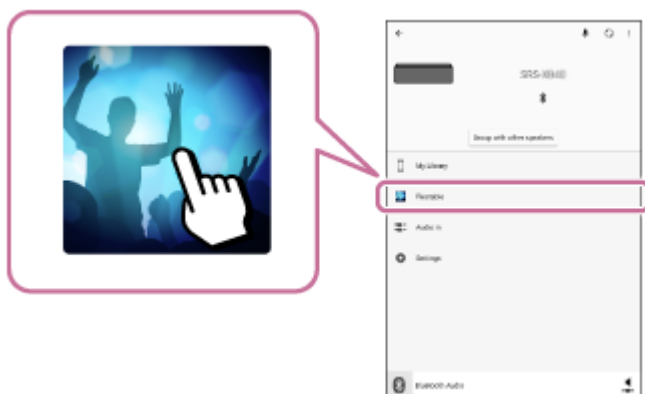 SRS-XB40
Group with other speakers
My Library
Fiestable
Audio in
Settings
Bluetooth Audio